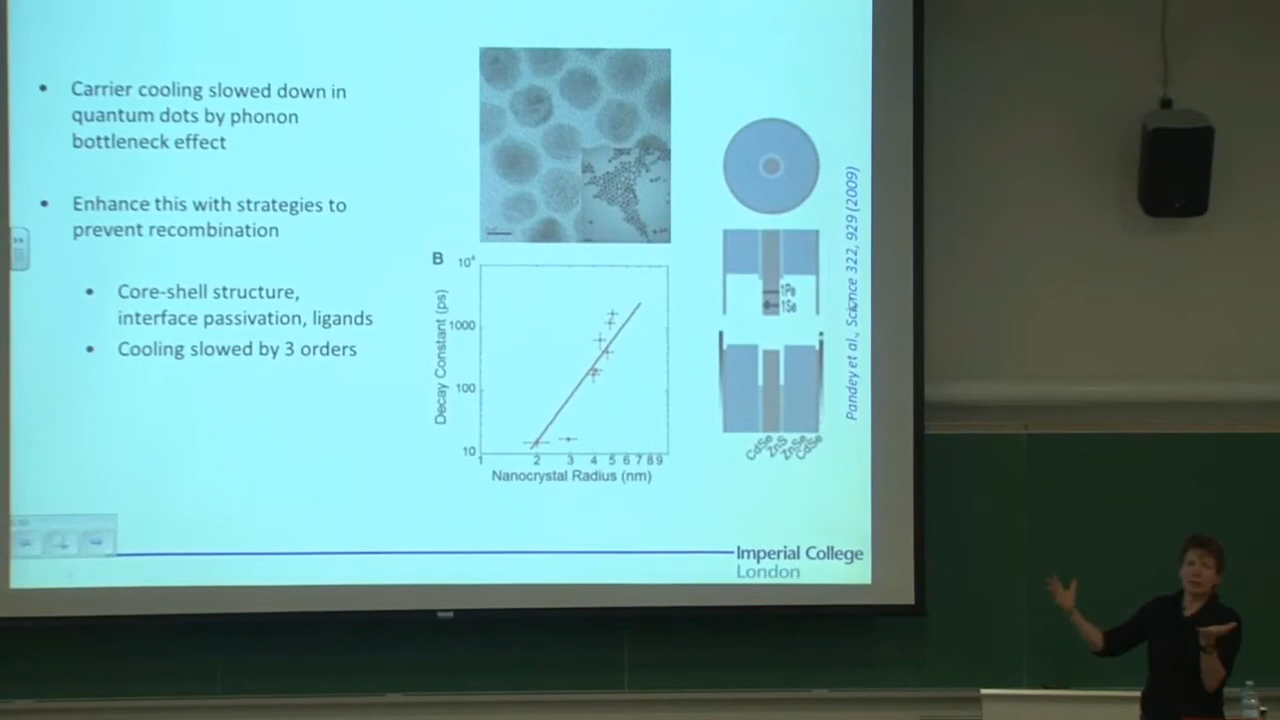 • Carrier cooling slowed down in
quantum dots by phonon
bottleneck effect
• Enhance this with strategies to
prevent recombination
• Core-shell structure,
interface passivation, ligands
• Cooling slowed by 3 orders
B
Decay Constant (ps)
10⁴
1000
100
10
1 2 3 4 5 6 7 8 9
Nanocrystal Radius (nm)
1Pe
1Se
CdSe
ZnS
ZnSe
CdSe
Pandey et al., Science 322, 929 (2009)
Imperial College
London